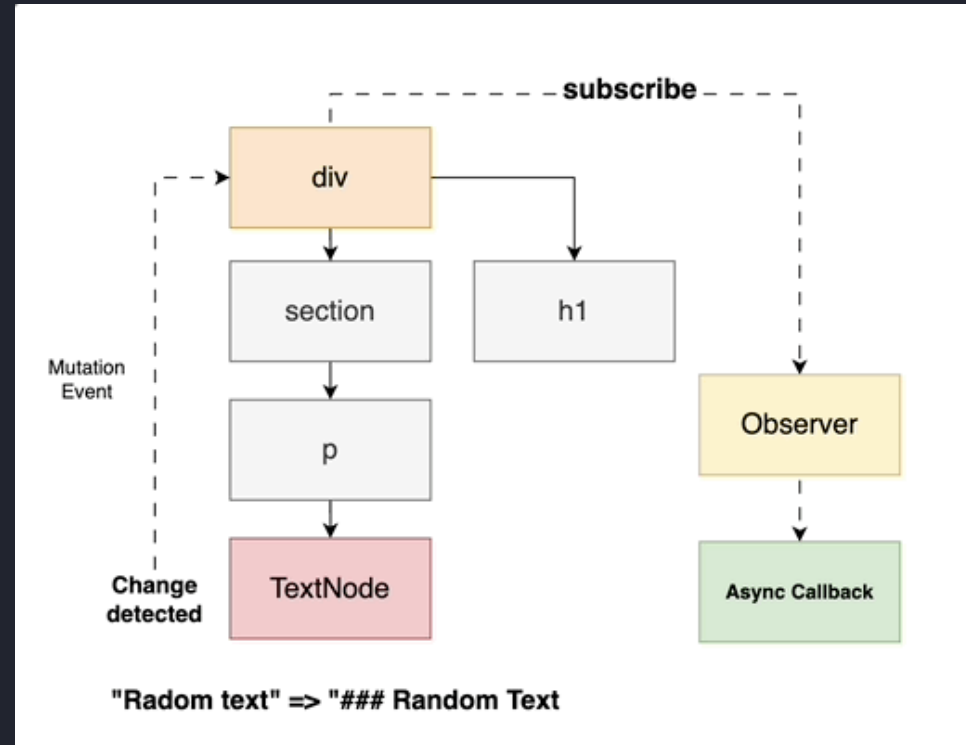 subscribe
div
section
h1
Mutation
Event
p
Observer
Change
detected
TextNode
Async Callback
"Radom text" => "### Random Text